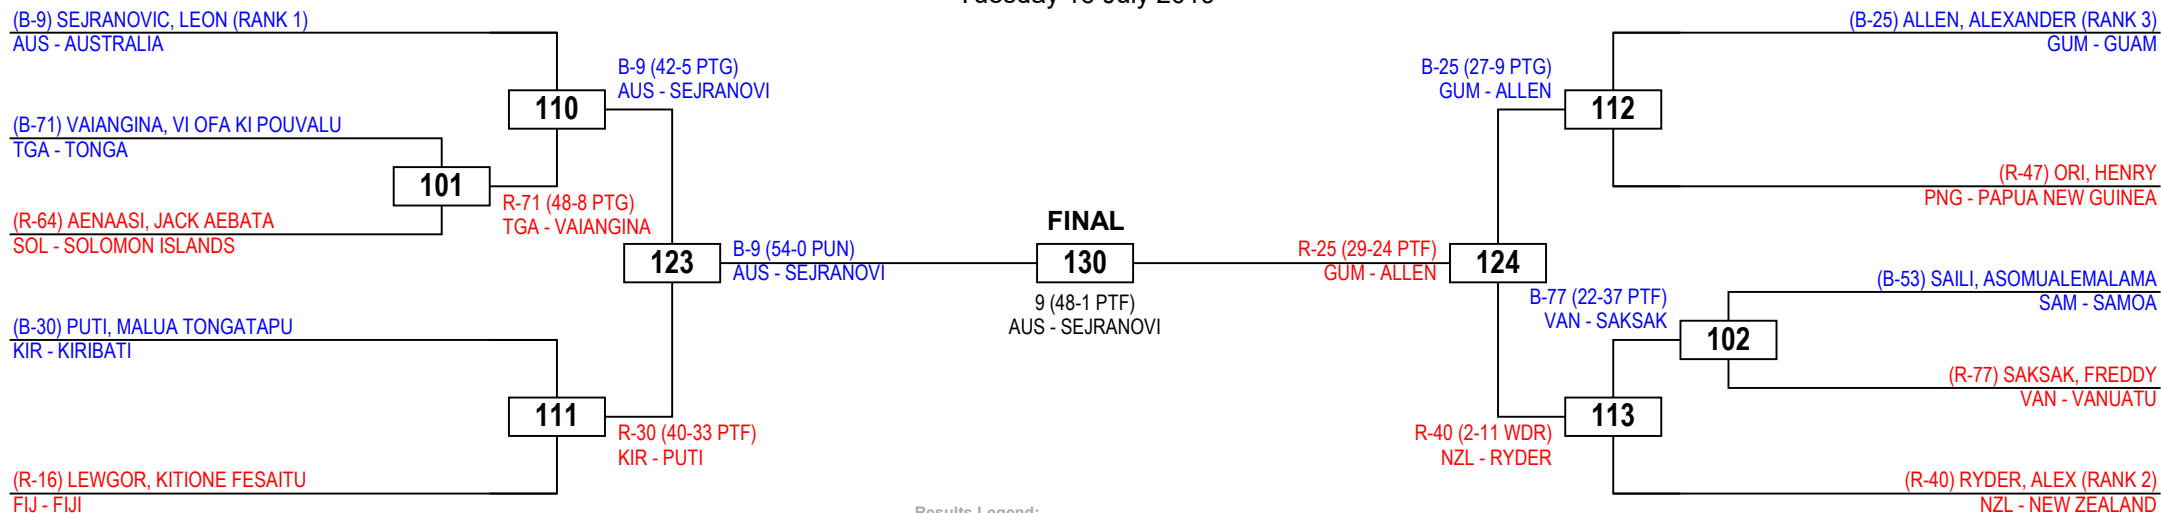 (B-9) SEJRANOVIC, LEON (RANK 1)
AUS - AUSTRALIA
(B-71) VAIANGINA, VI OFA KI POUVALU
TGA - TONGA
(R-64) AENAASI, JACK AEBATA
SOL - SOLOMON ISLANDS
(B-30) PUTI, MALUA TONGATAPU
KIR - KIRIBATI
(R-16) LEWGOR, KITIONE FESAITU
FIJ - FIJI
101
R-71 (48-8 PTG)
TGA - VAIANGINA
110
B-9 (42-5 PTG)
AUS - SEJRANOVI
111
R-30 (40-33 PTF)
KIR - PUTI
123
B-9 (54-0 PUN)
AUS - SEJRANOVI
FINAL
130
9 (48-1 PTF)
AUS - SEJRANOVI
R-25 (29-24 PTF)
GUM - ALLEN
124
B-25 (27-9 PTG)
GUM - ALLEN
112
R-40 (2-11 WDR)
NZL - RYDER
113
B-77 (22-37 PTF)
VAN - SAKSAK
102
(B-25) ALLEN, ALEXANDER (RANK 3)
GUM - GUAM
(R-47) ORI, HENRY
PNG - PAPUA NEW GUINEA
(B-53) SAILI, ASOMUALEMALAMA
SAM - SAMOA
(R-77) SAKSAK, FREDDY
VAN - VANUATU
(R-40) RYDER, ALEX (RANK 2)
NZL - NEW ZEALAND
Results Legend: